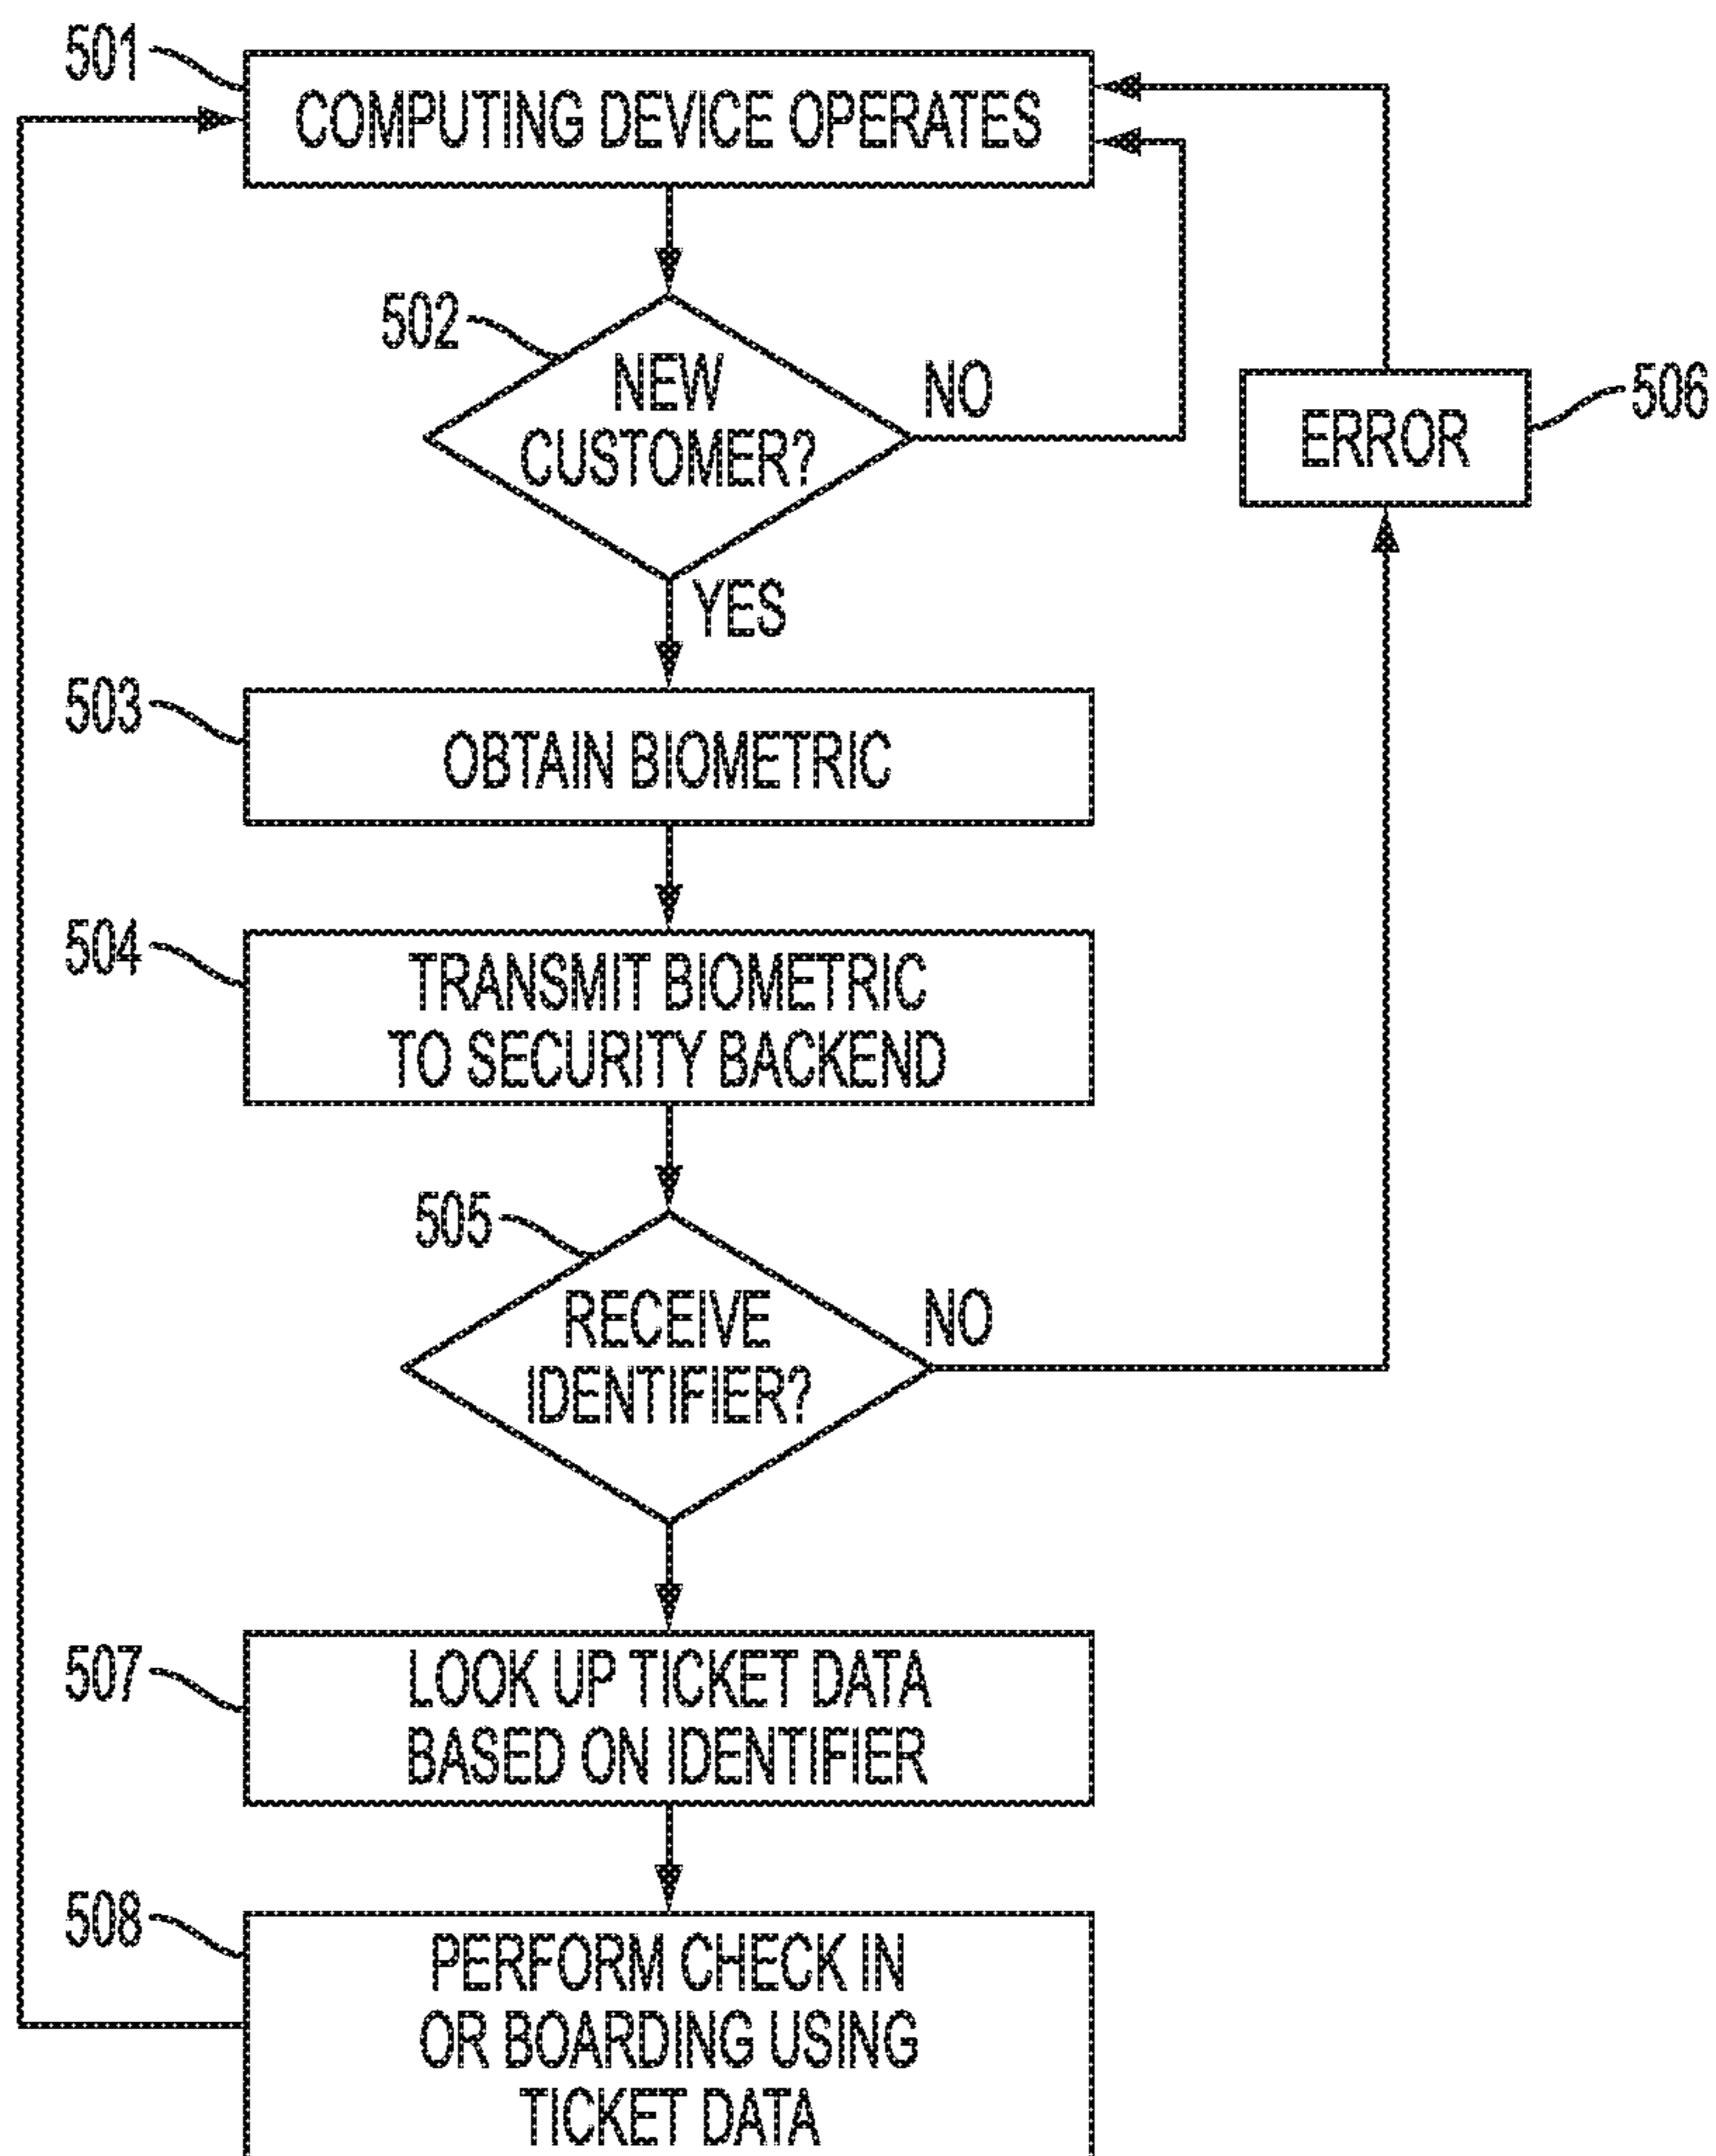 501
COMPUTING DEVICE OPERATES
502
NEW
CUSTOMER?
NO
506
ERROR
YES
503
OBTAIN BIOMETRIC
504
TRANSMIT BIOMETRIC
TO SECURITY BACKEND
505
RECEIVE
IDENTIFIER?
NO
507
LOOK UP TICKET DATA
BASED ON IDENTIFIER
508
PERFORM CHECK IN
OR BOARDING USING
TICKET DATA